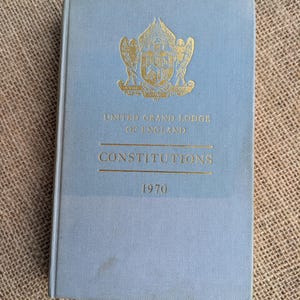 UNITED GRAND LODGE
OF ENGLAND
CONSTITUTIONS
1970